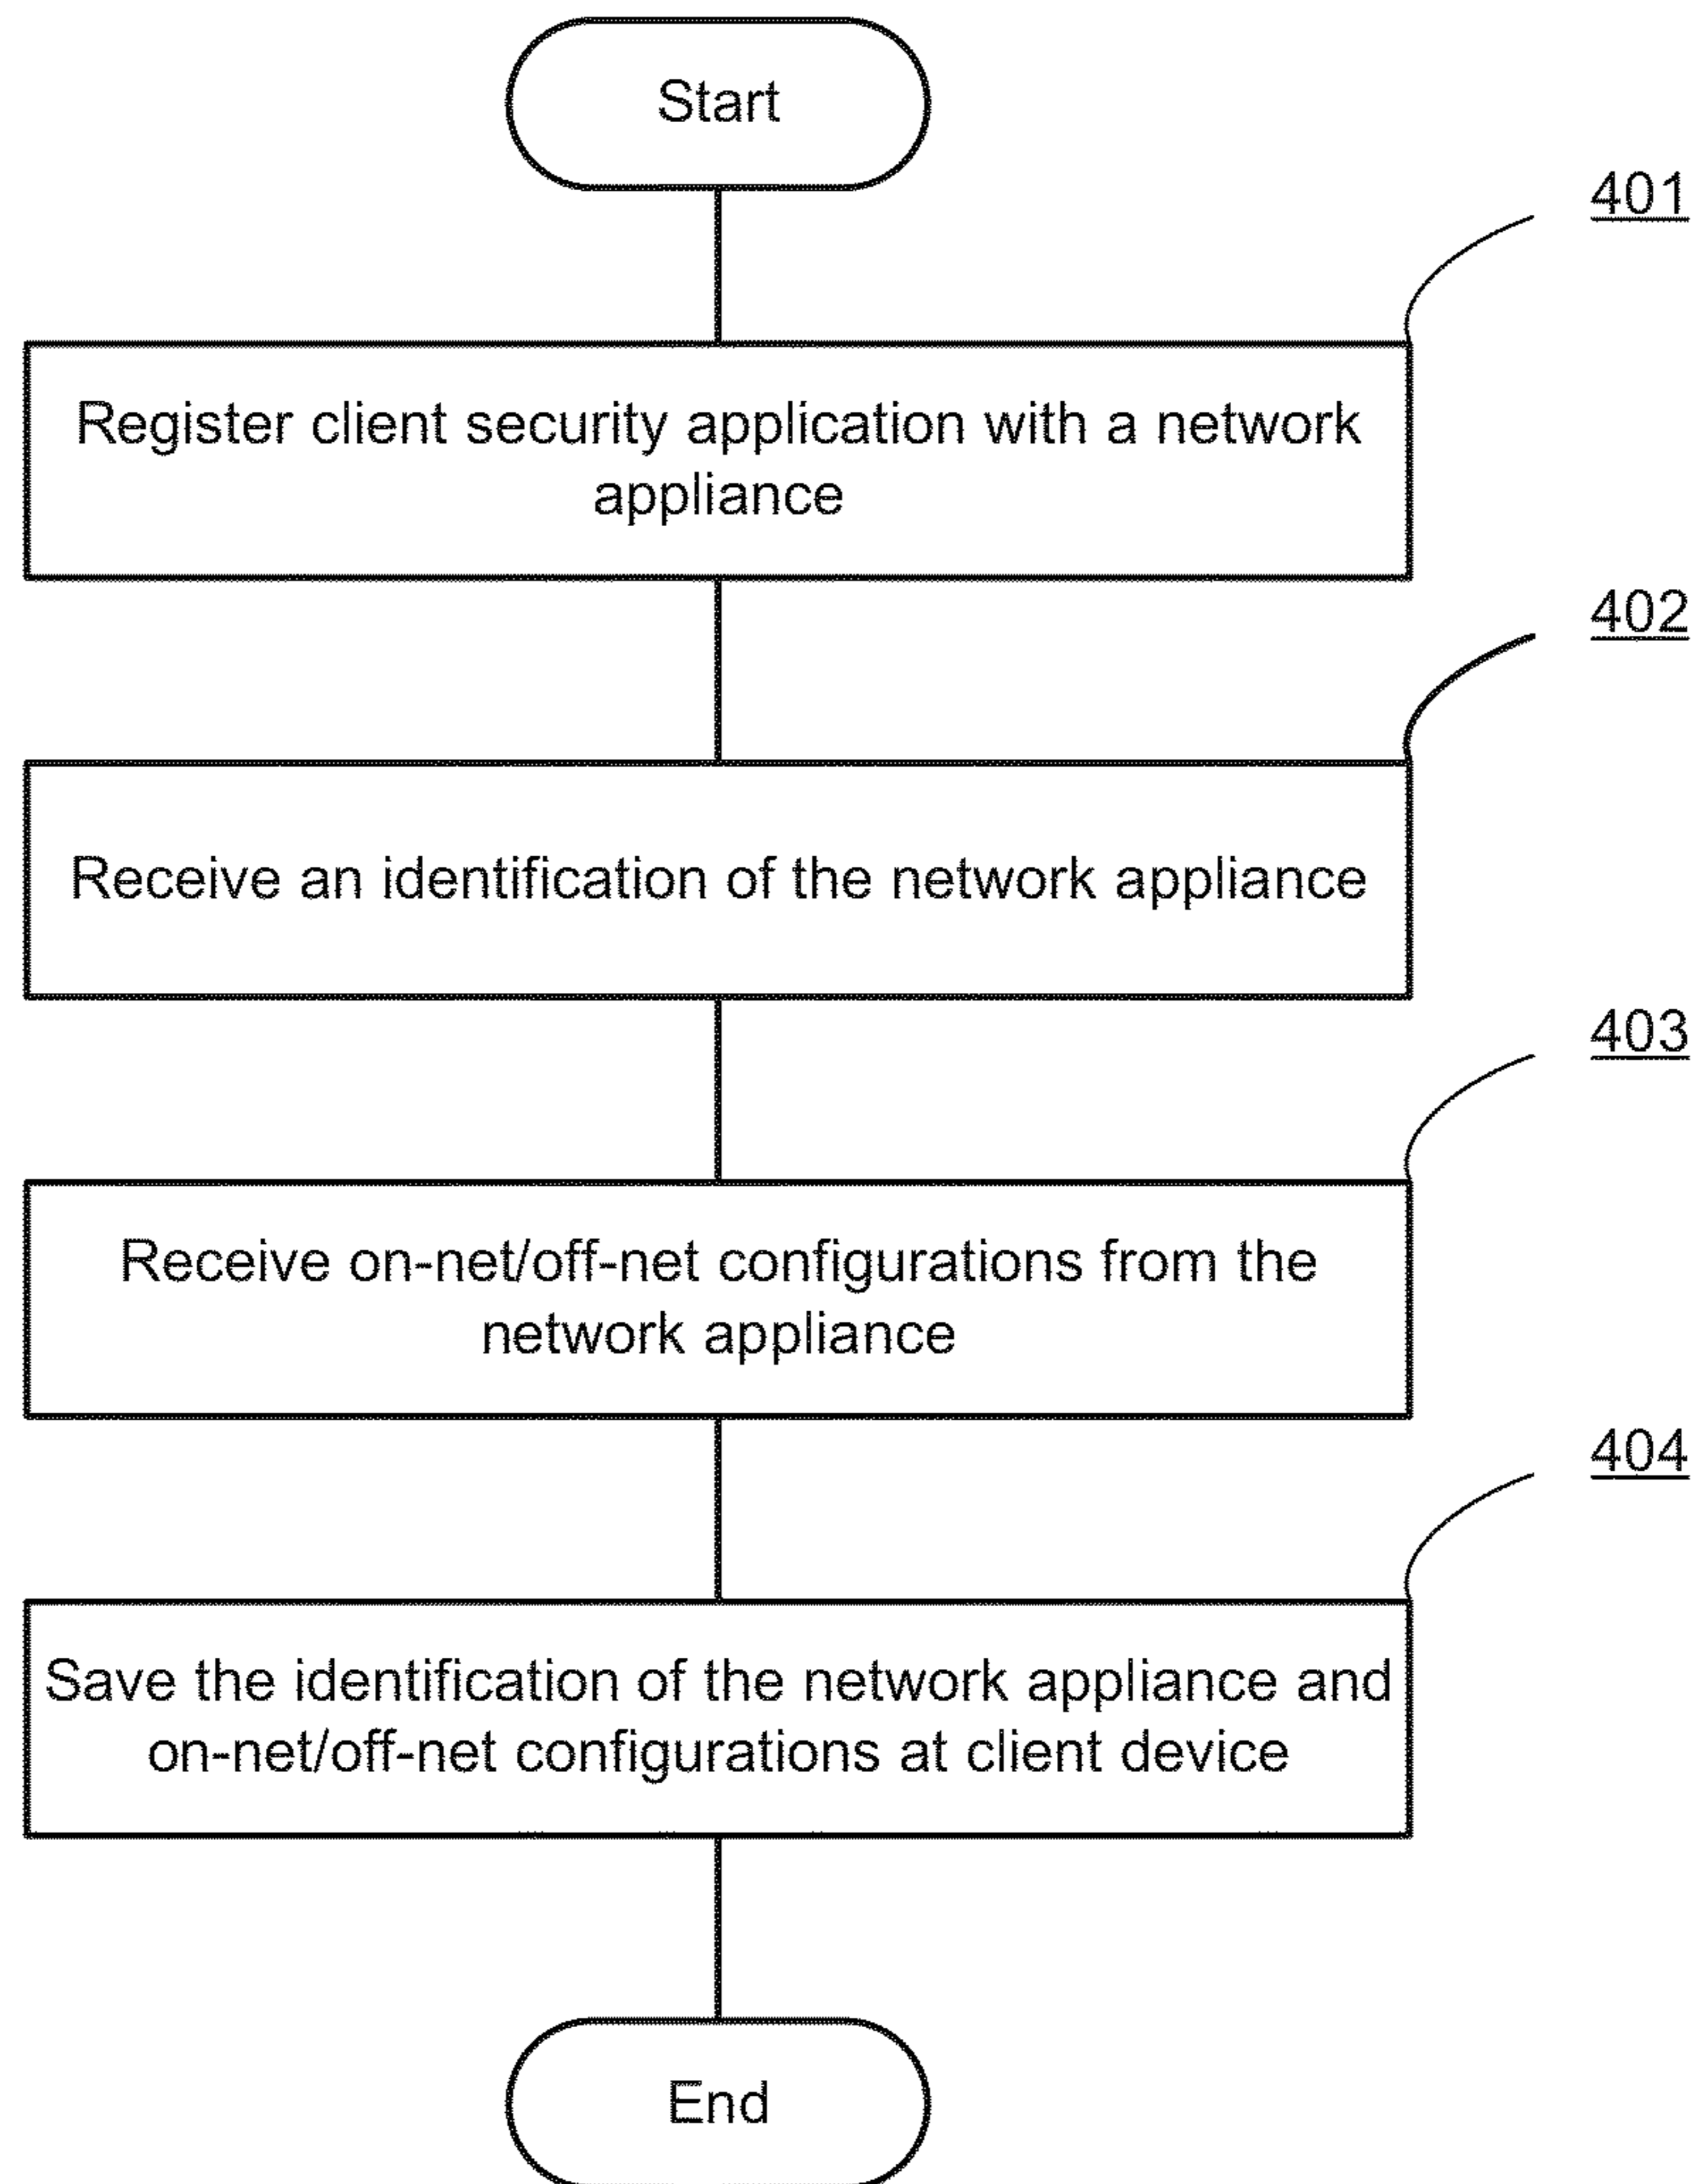 Start
401
Register client security application with a network
appliance
402
Receive an identification of the network appliance
403
Receive on-net/off-net configurations from the
network appliance
404
Save the identification of the network appliance and
on-net/off-net configurations at client device
End